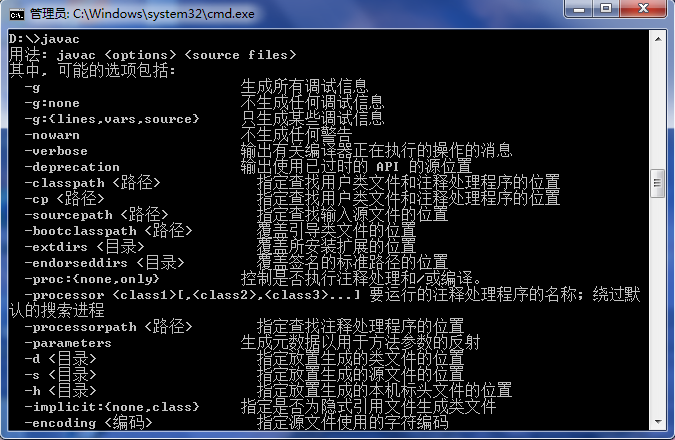 管理员: C:\Windows\system32\cmd.exe
D:\>javac
用法: javac <options> <source files>
其中, 可能的选项包括:
-g 生成所有调试信息
-g:none 不生成任何调试信息
-g:{lines,vars,source} 只生成某些调试信息
-nowarn 不生成任何警告
-verbose 输出有关编译器正在执行的操作的消息
-deprecation 输出使用已过时的 API 的源位置
-classpath <路径> 指定查找用户类文件和注释处理程序的位置
-cp <路径> 指定查找用户类文件和注释处理程序的位置
-sourcepath <路径> 指定查找输入源文件的位置
-bootclasspath <路径> 覆盖引导类文件的位置
-extdirs <目录> 覆盖所安装扩展的位置
-endorseddirs <目录> 覆盖签名的标准路径的位置
-proc:{none,only} 控制是否执行注释处理和/或编译。
-processor <class1>[,<class2>,<class3>...] 要运行的注释处理程序的名称; 绕过默
认的搜索进程
-processorpath <路径> 指定查找注释处理程序的位置
-parameters 生成元数据以用于方法参数的反射
-d <目录> 指定放置生成的类文件的位置
-s <目录> 指定放置生成的源文件的位置
-h <目录> 指定放置生成的本机标头文件的位置
-implicit:{none,class} 指定是否为隐式引用文件生成类文件
-encoding <编码> 指定源文件使用的字符编码